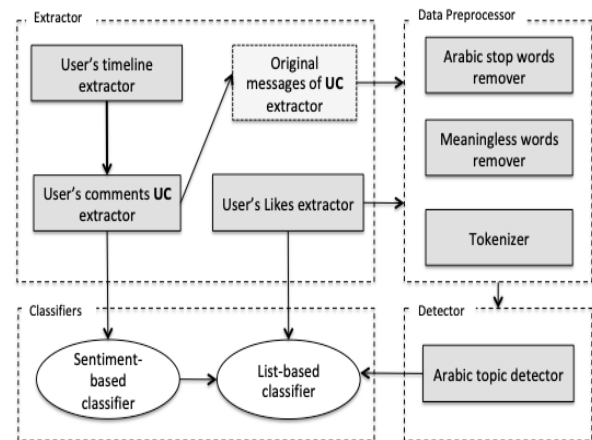 Extractor
User's timeline
extractor
Original
messages of UC
extractor
User's comments UC
extractor
User's Likes extractor
Data Preprocessor
Arabic stop words
remover
Meaningless words
remover
Tokenizer
Classifiers
Sentiment-
based
classifier
List-based
classifier
Detector
Arabic topic detector